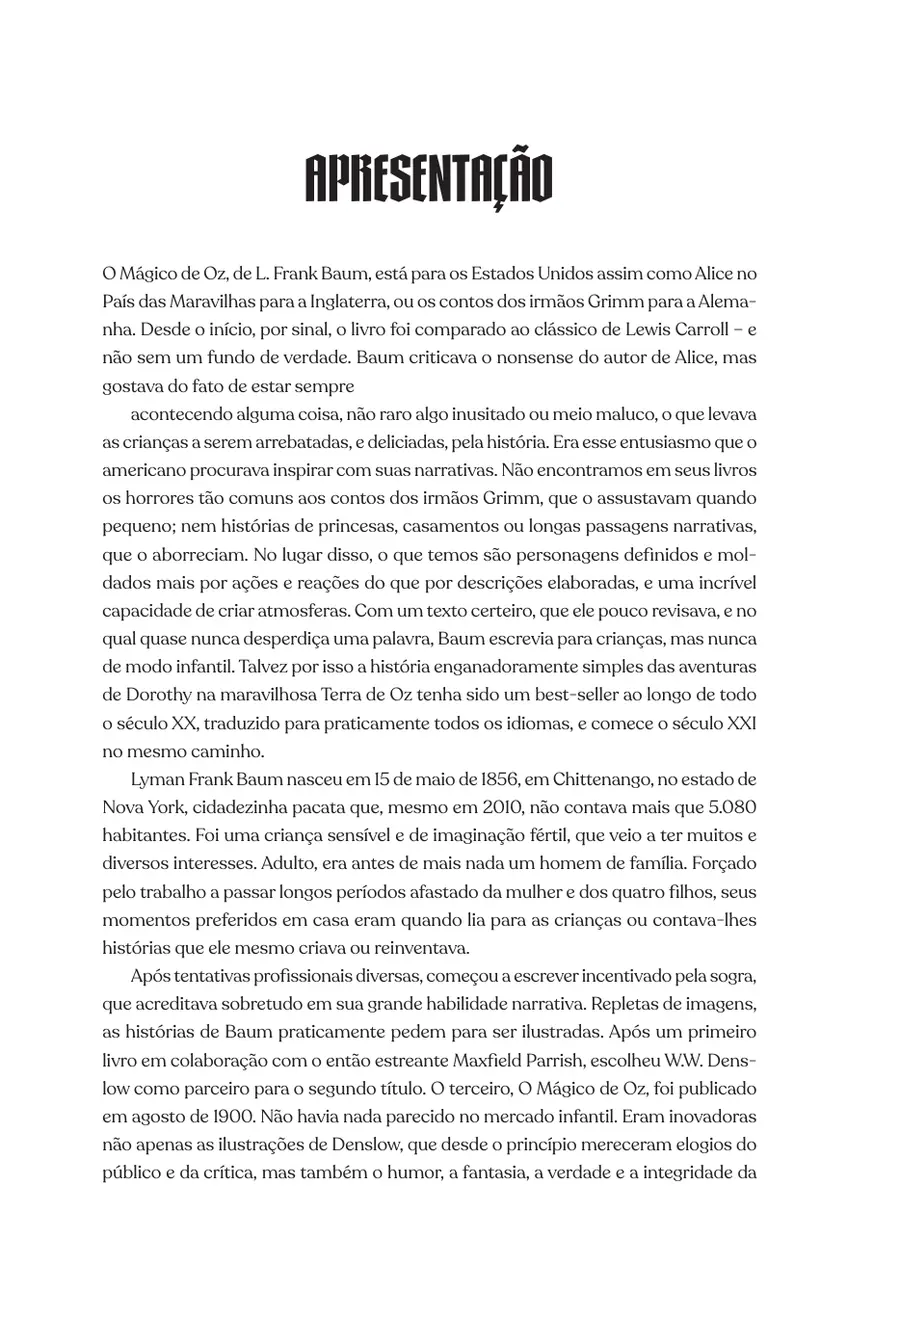 APRESENTAÇÃO
O Mágico de Oz, de L. Frank Baum, está para os Estados Unidos assim como Alice no
País das Maravilhas para a Inglaterra, ou os contos dos irmãos Grimm para a Alema-
nha. Desde o início, por sinal, o livro foi comparado ao clássico de Lewis Carroll – e
não sem um fundo de verdade. Baum criticava o nonsense do autor de Alice, mas
gostava do fato de estar sempre
acontecendo alguma coisa, não raro algo inusitado ou meio maluco, o que levava
as crianças a serem arrebatadas, e deliciadas, pela história. Era esse entusiasmo que o
americano procurava inspirar com suas narrativas. Não encontramos em seus livros
os horrores tão comuns aos contos dos irmãos Grimm, que o assustavam quando
pequeno; nem histórias de princesas, casamentos ou longas passagens narrativas,
que o aborreciam. No lugar disso, o que temos são personagens definidos e mol-
dados mais por ações e reações do que por descrições elaboradas, e uma incrível
capacidade de criar atmosferas. Com um texto certeiro, que ele pouco revisava, e no
qual quase nunca desperdiça uma palavra, Baum escrevia para crianças, mas nunca
de modo infantil. Talvez por isso a história enganadoramente simples das aventuras
de Dorothy na maravilhosa Terra de Oz tenha sido um best-seller ao longo de todo
o século XX, traduzido para praticamente todos os idiomas, e comece o século XXI
no mesmo caminho.
Lyman Frank Baum nasceu em 15 de maio de 1856, em Chittenango, no estado de
Nova York, cidadezinha pacata que, mesmo em 2010, não contava mais que 5.080
habitantes. Foi uma criança sensível e de imaginação fértil, que veio a ter muitos e
diversos interesses. Adulto, era antes de mais nada um homem de família. Forçado
pelo trabalho a passar longos períodos afastado da mulher e dos quatro filhos, seus
momentos preferidos em casa eram quando lia para as crianças ou contava-lhes
histórias que ele mesmo criava ou reinventava.
Após tentativas profissionais diversas, começou a escrever incentivado pela sogra,
que acreditava sobretudo em sua grande habilidade narrativa. Repletas de imagens,
as histórias de Baum praticamente pedem para ser ilustradas. Após um primeiro
livro em colaboração com o então estreante Maxfield Parrish, escolheu W.W. Dens-
low como parceiro para o segundo título. O terceiro, O Mágico de Oz, foi publicado
em agosto de 1900. Não havia nada parecido no mercado infantil. Eram inovadoras
não apenas as ilustrações de Denslow, que desde o princípio mereceram elogios do
público e da crítica, mas também o humor, a fantasia, a verdade e a integridade da